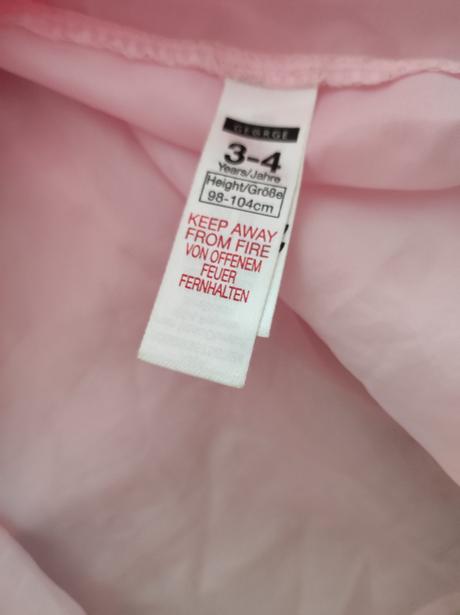 GEORGE
3-4
Years/Jahre
Height/Größe
98-104cm
KEEP AWAY
FROM FIRE
VON OFFENEM
FEUER
FERNHALTEN